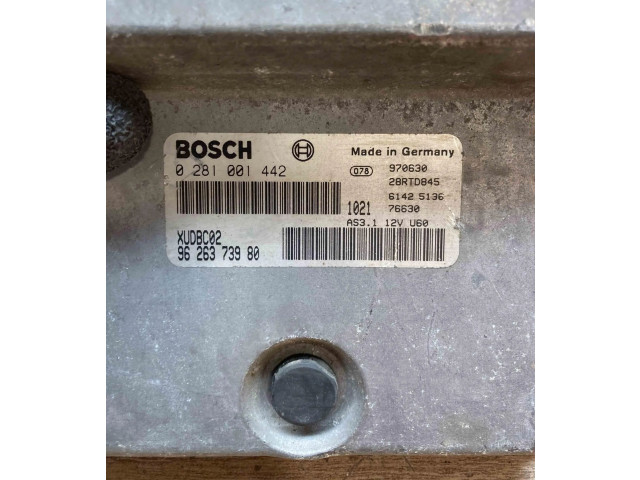 BOSCH Made in Germany
0 281 001 442 078 970630
28RTD845
6142 5136
1021 76630
AS3.1 12V U60
XUDBC02
96 263 739 80